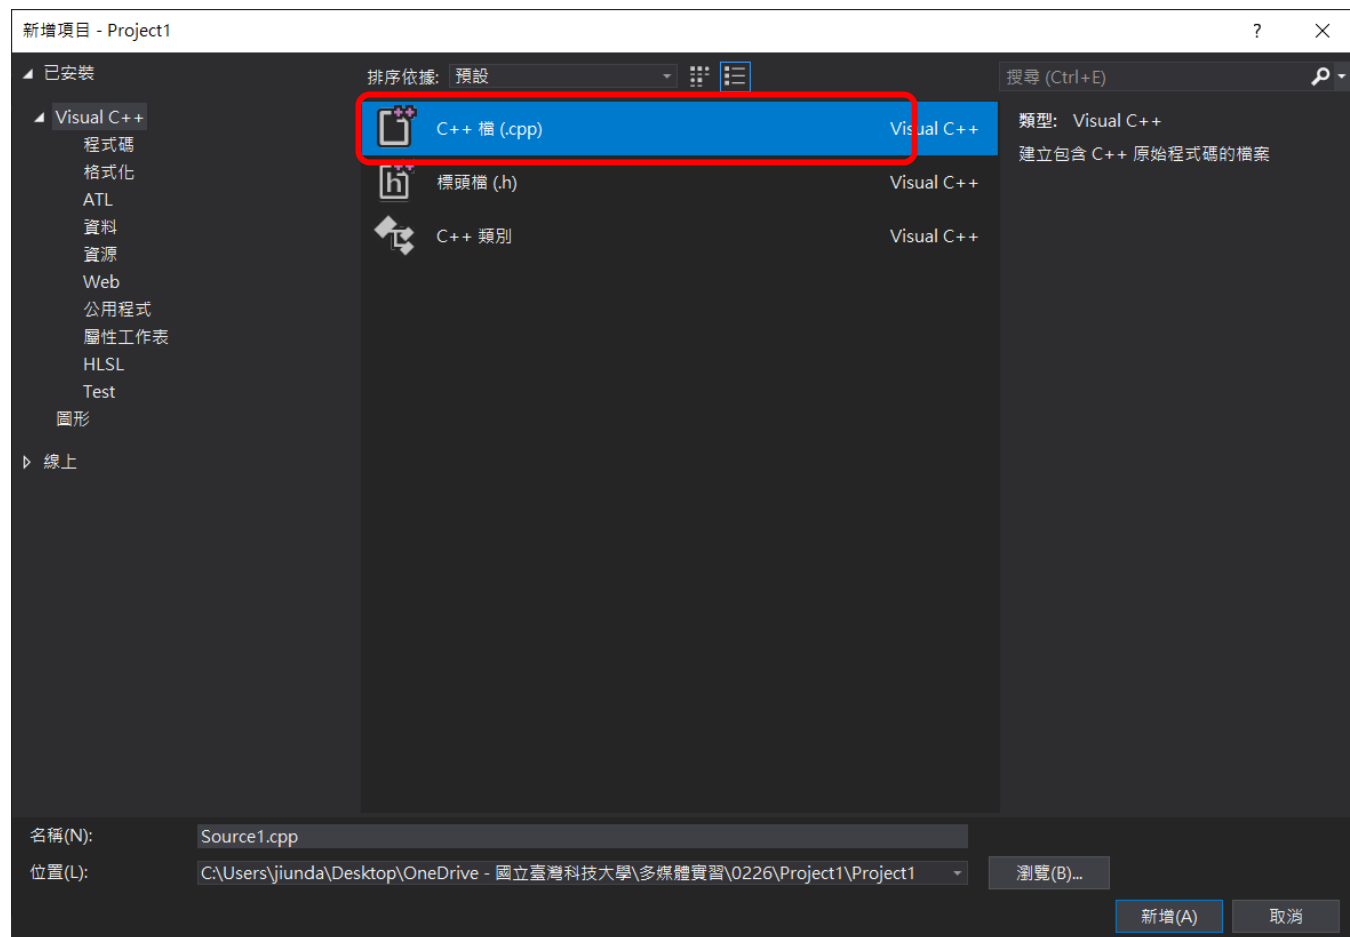 新增項目 - Project1
?
已安裝
Visual C++
程式碼
格式化
ATL
資料
資源
Web
公用程式
屬性工作表
HLSL
Test
圖形
線上
排序依據: 預設
C++ 檔 (.cpp) Visual C++
標頭檔 (.h) Visual C++
C++ 類別 Visual C++
搜尋 (Ctrl+E)
類型: Visual C++
建立包含 C++ 原始程式碼的檔案
名稱(N): Source1.cpp
位置(L): C:\Users\jiunda\Desktop\OneDrive - 國立臺灣科技大學\多媒體實習\0226\Project1\Project1 瀏覽(B)...
新增(A) 取消